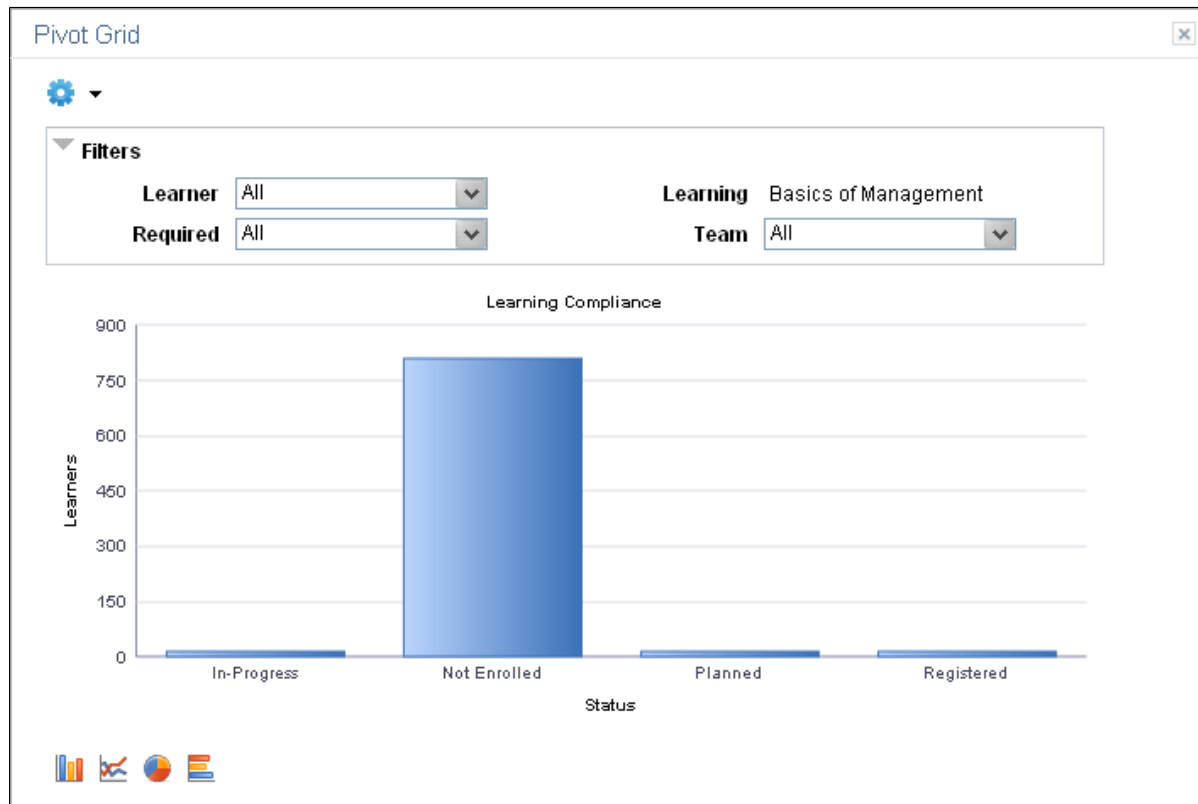 Pivot Grid
Filters
Learner All Learning Basics of Management
Required All Team All
Learning Compliance
900
750
600
450
300
150
0
Learners
In-Progress Not Enrolled Planned Registered
Status